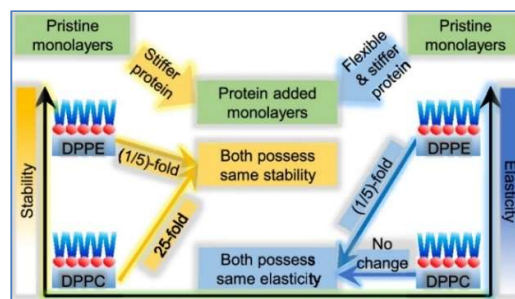 Pristine
monolayers
Stiffer
protein
Protein added
monolayers
Flexible
& stiffer
protein
Pristine
monolayers
Stability
DPPE
(1/5)-fold
Both possess
same stability
25-fold
DPPC
Both possess
same elasticity
DPPE
(1/5)-fold
No
change
DPPC
Elasticity